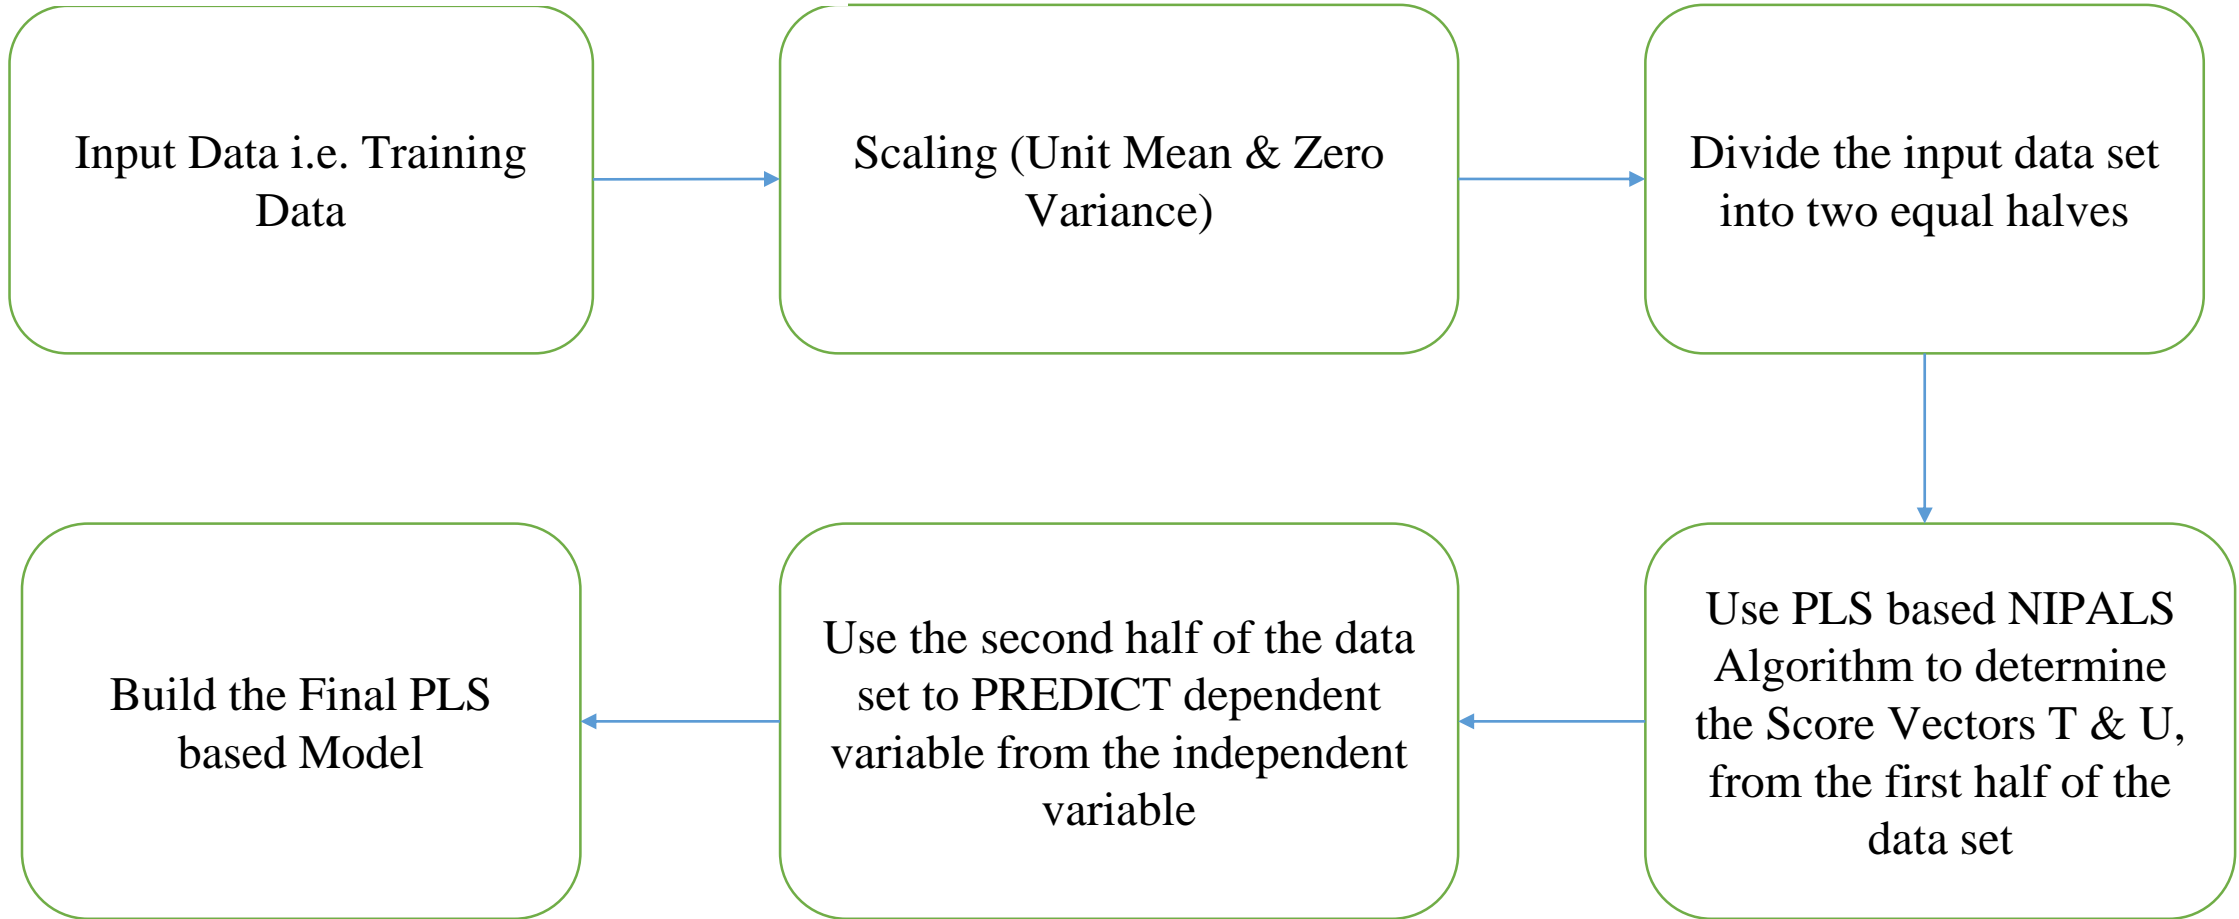 Input Data i.e. Training
Data
Scaling (Unit Mean & Zero
Variance)
Divide the input data set
into two equal halves
Use PLS based NIPALS
Algorithm to determine
the Score Vectors T & U,
from the first half of the
data set
Use the second half of the data
set to PREDICT dependent
variable from the independent
variable
Build the Final PLS
based Model